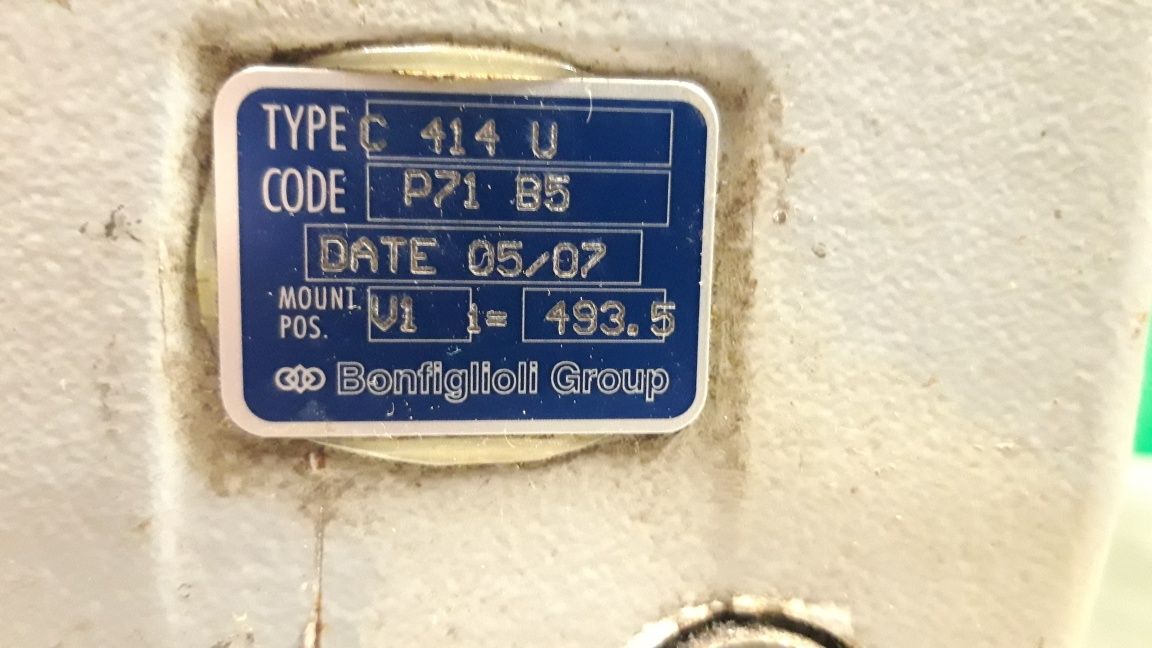 TYPE C 414 U
CODE P71 B5
DATE 05/07
MOUNT. POS. V1 i= 493.5
Bonfiglioli Group